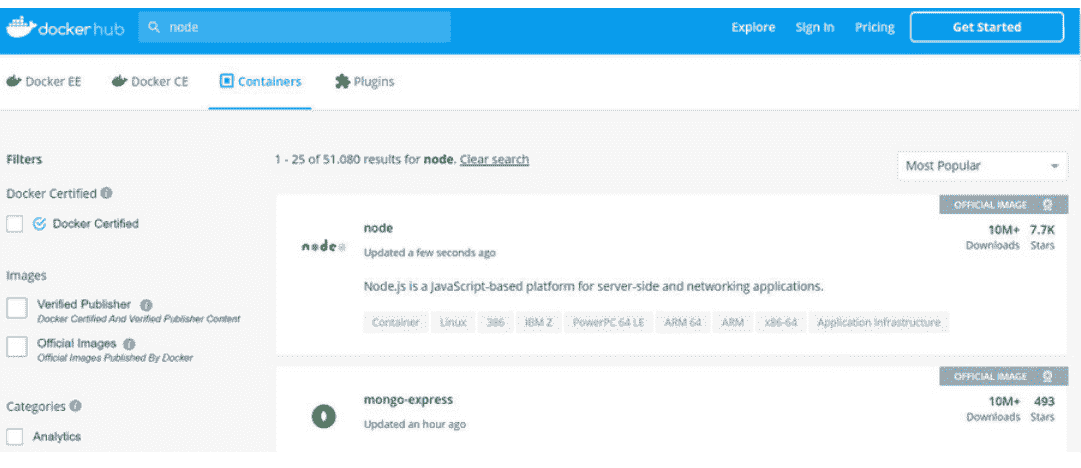 dockerhub
node
Explore
Sign In
Pricing
Get Started
Docker EE
Docker CE
Containers
Plugins
Filters
1 - 25 of 51.080 results for node. Clear search
Most Popular
Docker Certified
Docker Certified
Images
Verified Publisher
Docker Certified And Verified Publisher Content
Official Images
Official Images Published By Docker
Categories
Analytics
OFFICIAL IMAGE
node
node
10M+ 7.7K
Updated a few seconds ago
Downloads Stars
Node.js is a JavaScript-based platform for server-side and networking applications.
Container Linux 386 IBM Z PowerPC 64 LE ARM 64 ARM x86-64 Application Infrastructure
OFFICIAL IMAGE
mongo-express
10M+ 493
Updated an hour ago
Downloads Stars